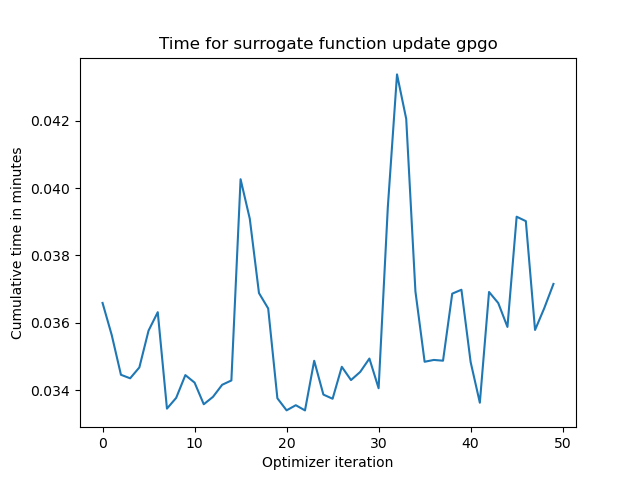 Time for surrogate function update gpgo
Cumulative time in minutes
0.042
0.040
0.038
0.036
0.034
0 10 20 30 40 50
Optimizer iteration